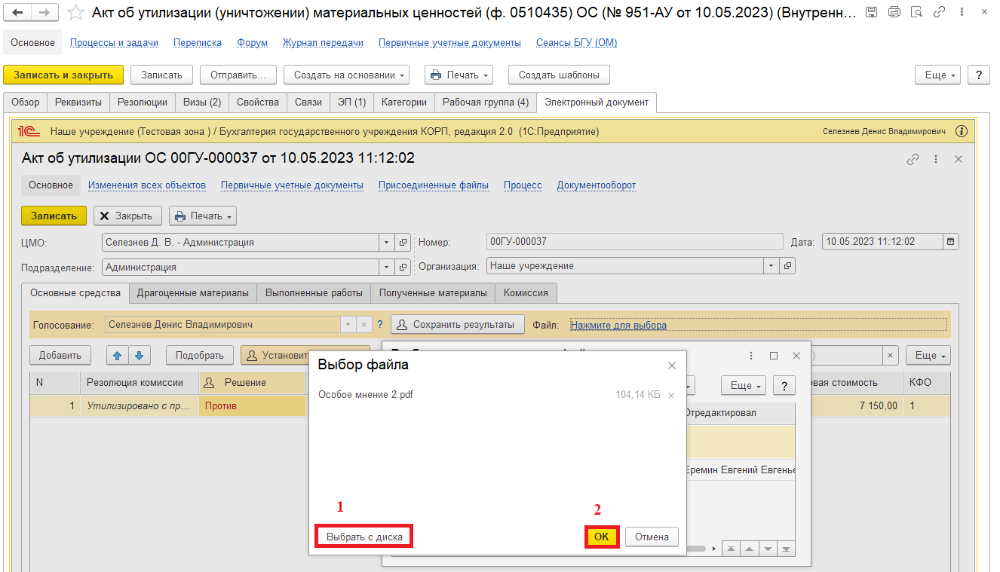 Акт об утилизации (уничтожении) материальных ценностей (ф. 0510435) ОС (№ 951-АУ от 10.05.2023) (Внутренн...
Основное Процессы и задачи Переписка Форум Журнал передачи Первичные учетные документы Сеансы БГУ (ОМ)
Записать и закрыть Записать Отправить... Создать на основании Печать Создать шаблоны Еще ?
Обзор Реквизиты Резолюции Визы (2) Свойства Связи ЭП (1) Категории Рабочая группа (4) Электронный документ
1С Наше учреждение (Тестовая зона ) / Бухгалтерия государственного учреждения КОРП, редакция 2.0 (1С:Предприятие) Селезнев Денис Владимирович
Акт об утилизации ОС 00ГУ-000037 от 10.05.2023 11:12:02
Основное Изменения всех объектов Первичные учетные документы Присоединенные файлы Процесс Документооборот
Записать Закрыть Печать
ЦМО: Селезнев Д. В. - Администрация Номер: 00ГУ-000037 Дата: 10.05.2023 11:12:02
Подразделение: Администрация Организация: Наше учреждение
Основные средства Драгоценные материалы Выполненные работы Полученные материалы Комиссия
Голосование: Селезнев Денис Владимирович ? Сохранить результаты Файл: Нажмите для выбора
Добавить Подобрать Установит Еще
Выбор файла
Еще ?
N Резолюция комиссии Решение Отредактировал вая стоимость КФО
Особое мнение 2.pdf 104,14 КБ
1 Утилизировано с пр... Против 7 150,00 1
Еремин Евгений Евгенье
1 2
Выбрать с диска OK Отмена